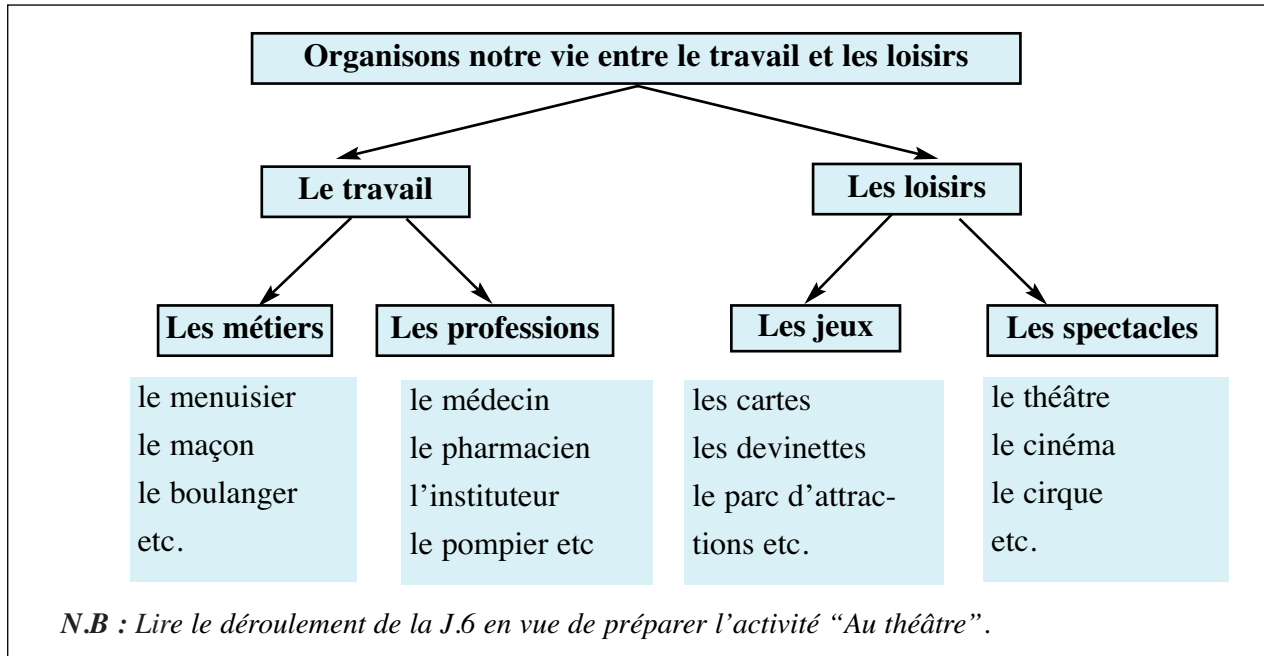 Organisons notre vie entre le travail et les loisirs
Le travail
Les loisirs
Les métiers
Les professions
Les jeux
Les spectacles
le menuisier
le maçon
le boulanger
etc.
le médecin
le pharmacien
l’instituteur
le pompier etc
les cartes
les devinettes
le parc d’attrac-
tions etc.
le théâtre
le cinéma
le cirque
etc.
N.B : Lire le déroulement de la J.6 en vue de préparer l’activité “Au théâtre”.